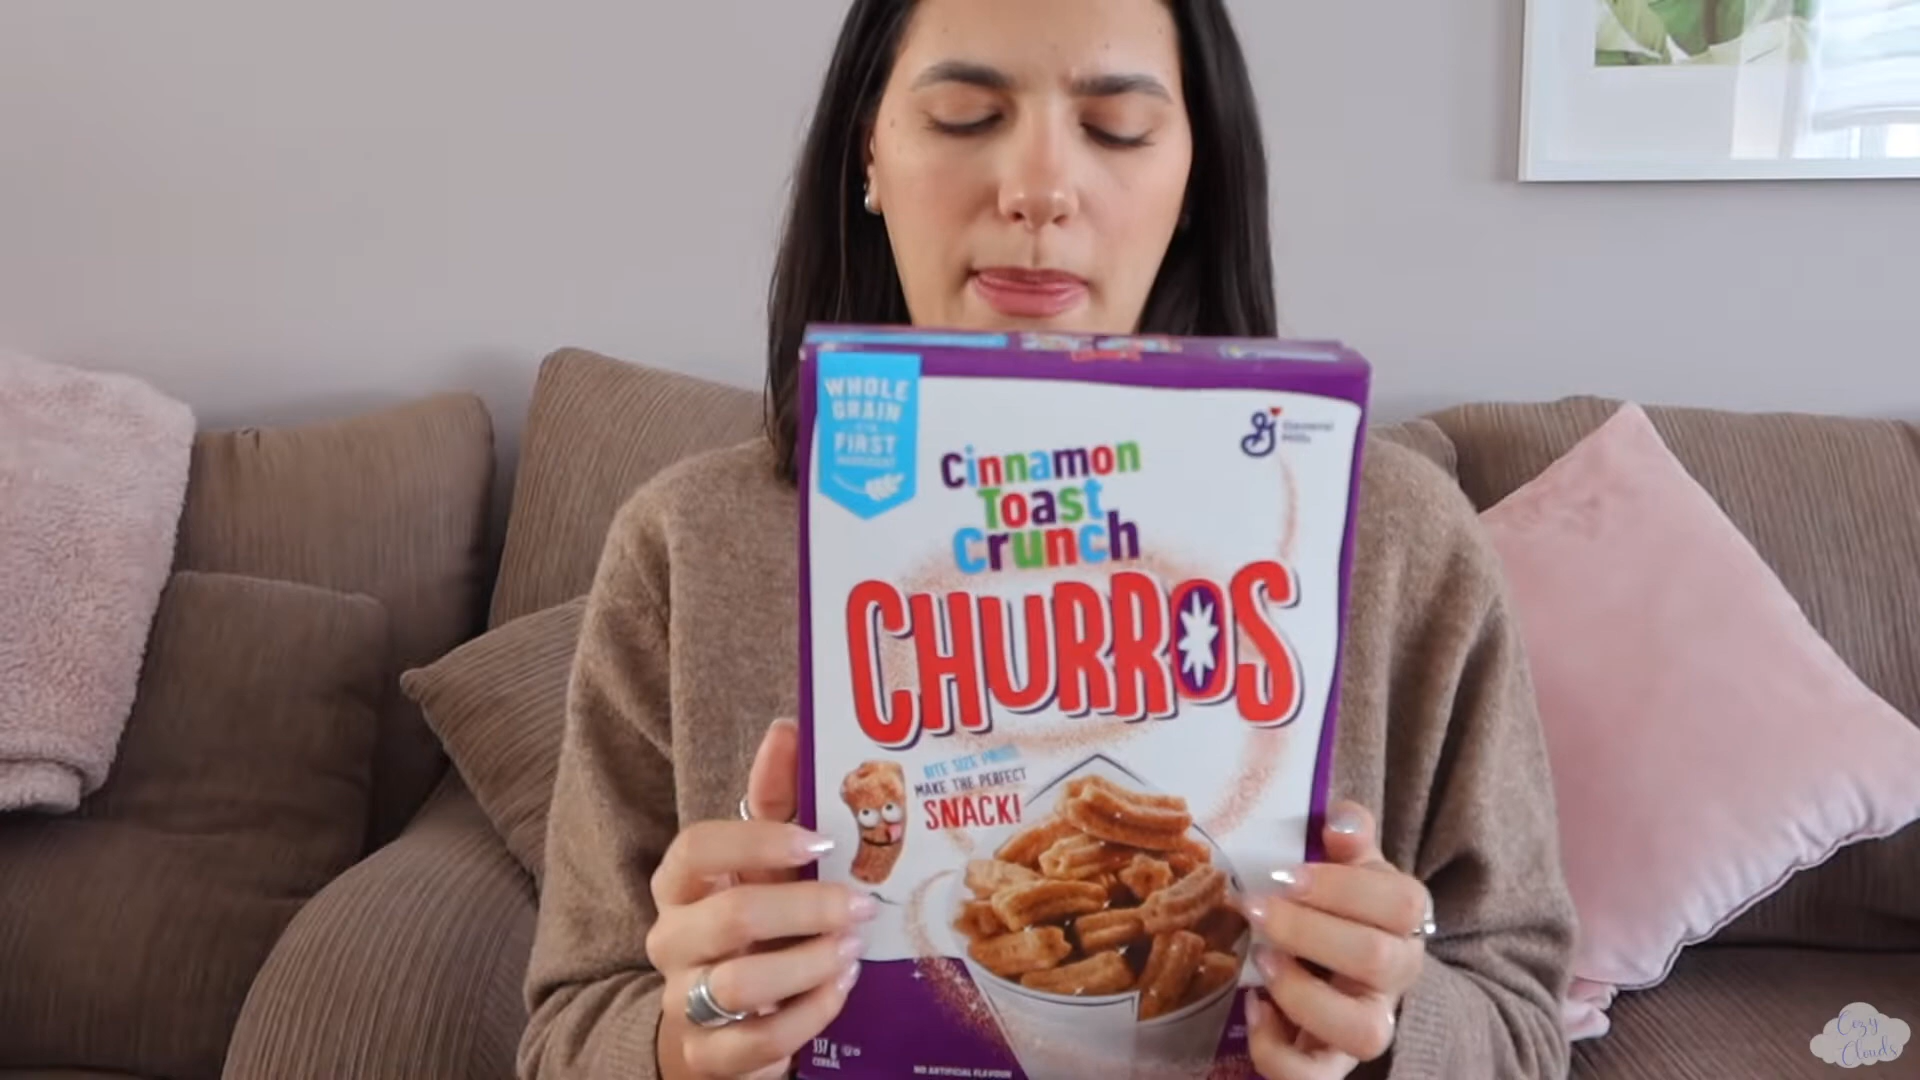 WHOLE
GRAIN
FIRST
General
Mills
Cinnamon
Toast
Crunch
CHURROS
BITE SIZE
MAKE THE PERFECT
SNACK!
337 g
CEREAL
NO ARTIFICIAL FLAVOUR
Cozy
Clouds